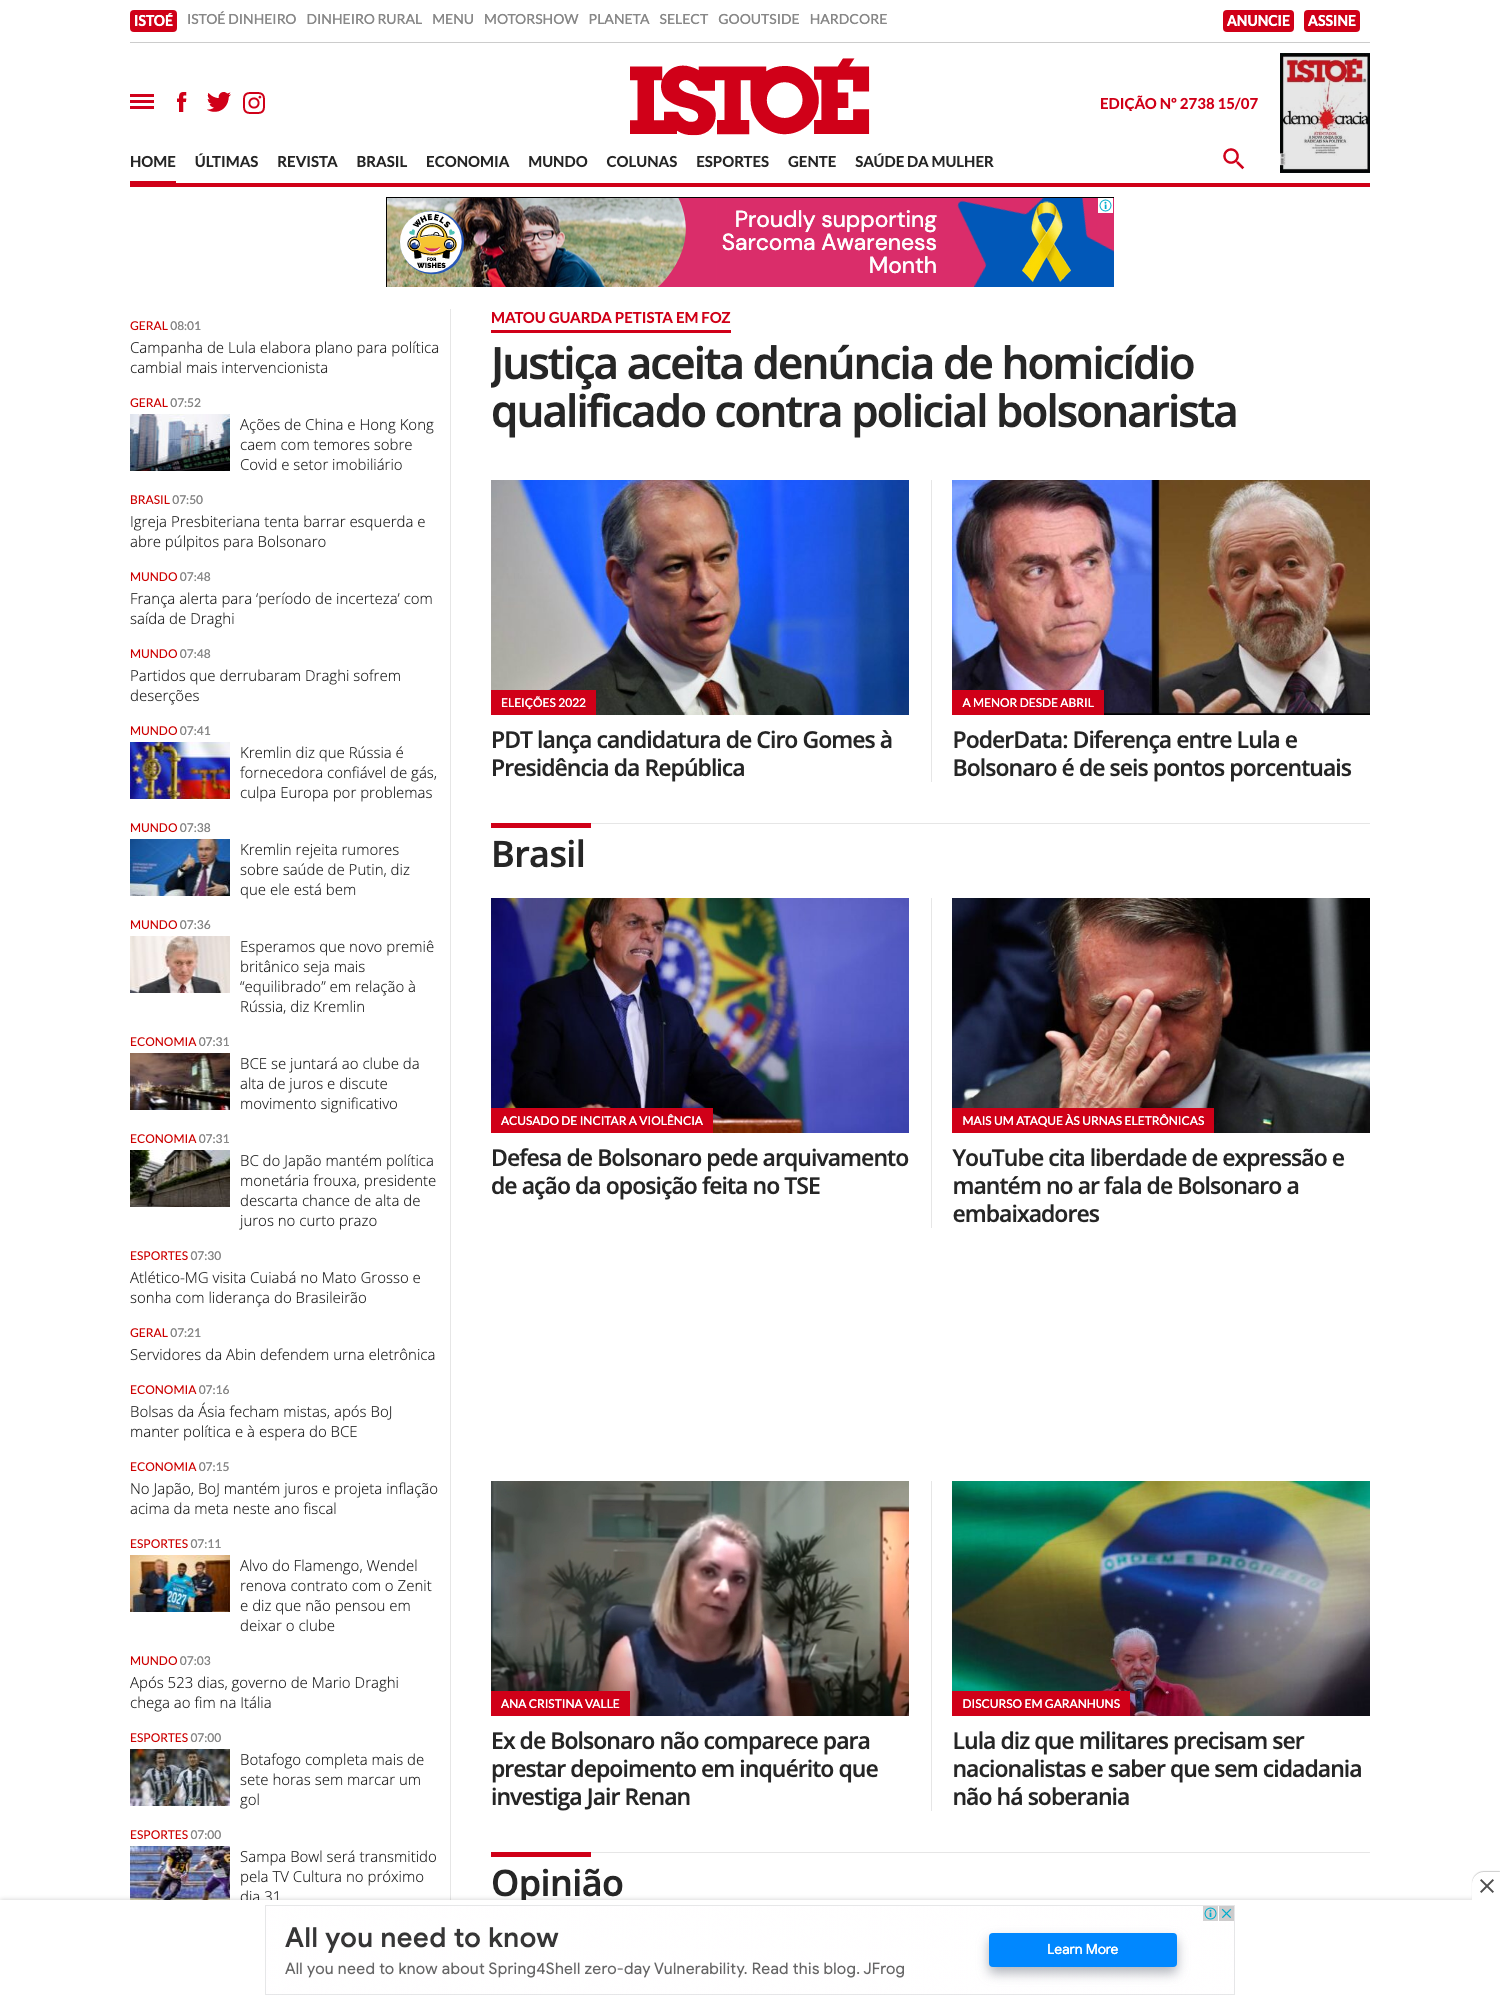 ISTOÉ ISTOÉ DINHEIRO DINHEIRO RURAL MENU MOTORSHOW PLANETA SELECT GOOUTSIDE HARDCORE ANUNCIE ASSINE
ISTOÉ
EDIÇÃO Nº 2738 15/07
ISTOÉ
democracia
HOME ÚLTIMAS REVISTA BRASIL ECONOMIA MUNDO COLUNAS ESPORTES GENTE SAÚDE DA MULHER
WHEELS
FOR
WISHES
Proudly supporting
Sarcoma Awareness
Month
GERAL 08:01
Campanha de Lula elabora plano para política
cambial mais intervencionista
GERAL 07:52
Ações de China e Hong Kong
caem com temores sobre
Covid e setor imobiliário
BRASIL 07:50
Igreja Presbiteriana tenta barrar esquerda e
abre púlpitos para Bolsonaro
MUNDO 07:48
França alerta para ‘período de incerteza’ com
saída de Draghi
MUNDO 07:48
Partidos que derrubaram Draghi sofrem
deserções
MUNDO 07:41
Kremlin diz que Rússia é
fornecedora confiável de gás,
culpa Europa por problemas
MUNDO 07:38
Kremlin rejeita rumores
sobre saúde de Putin, diz
que ele está bem
MUNDO 07:36
Esperamos que novo premiê
britânico seja mais
“equilibrado” em relação à
Rússia, diz Kremlin
ECONOMIA 07:31
BCE se juntará ao clube da
alta de juros e discute
movimento significativo
ECONOMIA 07:31
BC do Japão mantém política
monetária frouxa, presidente
descarta chance de alta de
juros no curto prazo
ESPORTES 07:30
Atlético-MG visita Cuiabá no Mato Grosso e
sonha com liderança do Brasileirão
GERAL 07:21
Servidores da Abin defendem urna eletrônica
ECONOMIA 07:16
Bolsas da Ásia fecham mistas, após BoJ
manter política e à espera do BCE
ECONOMIA 07:15
No Japão, BoJ mantém juros e projeta inflação
acima da meta neste ano fiscal
ESPORTES 07:11
2027
Alvo do Flamengo, Wendel
renova contrato com o Zenit
e diz que não pensou em
deixar o clube
MUNDO 07:03
Após 523 dias, governo de Mario Draghi
chega ao fim na Itália
ESPORTES 07:00
Botafogo completa mais de
sete horas sem marcar um
gol
ESPORTES 07:00
Sampa Bowl será transmitido
pela TV Cultura no próximo
dia 31
MATOU GUARDA PETISTA EM FOZ
Justiça aceita denúncia de homicídio
qualificado contra policial bolsonarista
ELEIÇÕES 2022
PDT lança candidatura de Ciro Gomes à
Presidência da República
A MENOR DESDE ABRIL
PoderData: Diferença entre Lula e
Bolsonaro é de seis pontos porcentuais
Brasil
ACUSADO DE INCITAR A VIOLÊNCIA
Defesa de Bolsonaro pede arquivamento
de ação da oposição feita no TSE
MAIS UM ATAQUE ÀS URNAS ELETRÔNICAS
YouTube cita liberdade de expressão e
mantém no ar fala de Bolsonaro a
embaixadores
ANA CRISTINA VALLE
Ex de Bolsonaro não comparece para
prestar depoimento em inquérito que
investiga Jair Renan
ORDEM E PROGRESSO
DISCURSO EM GARANHUNS
Lula diz que militares precisam ser
nacionalistas e saber que sem cidadania
não há soberania
Opinião
All you need to know
All you need to know about Spring4Shell zero-day Vulnerability. Read this blog. JFrog
Learn More